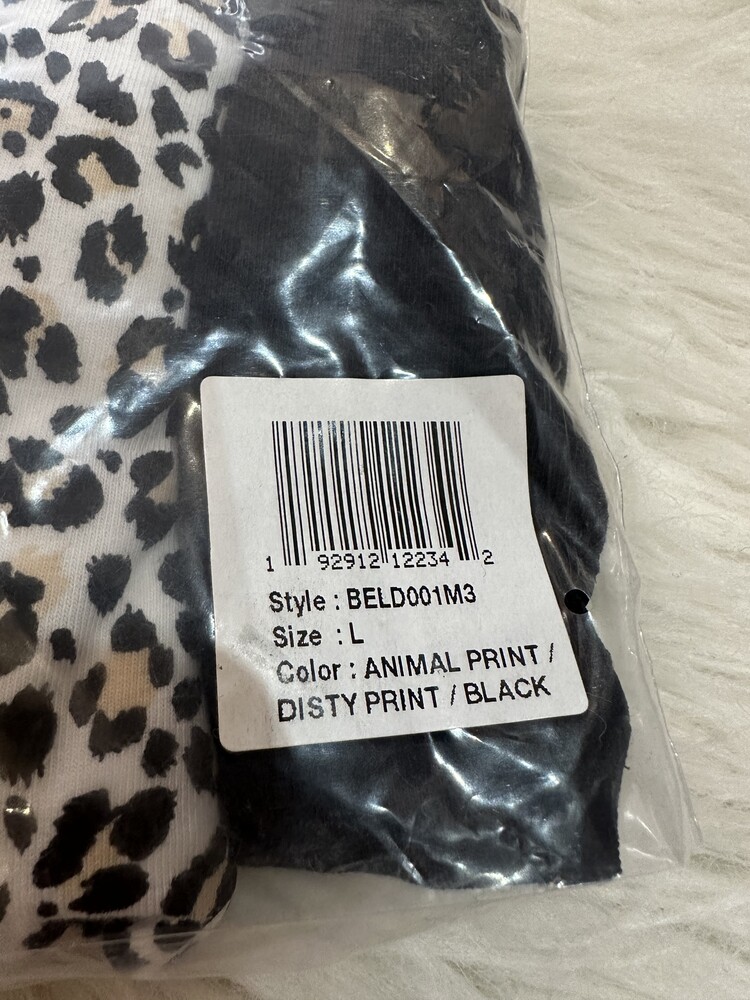 1 92912 12234 2
Style : BELD001M3
Size : L
Color : ANIMAL PRINT /
DISTY PRINT / BLACK